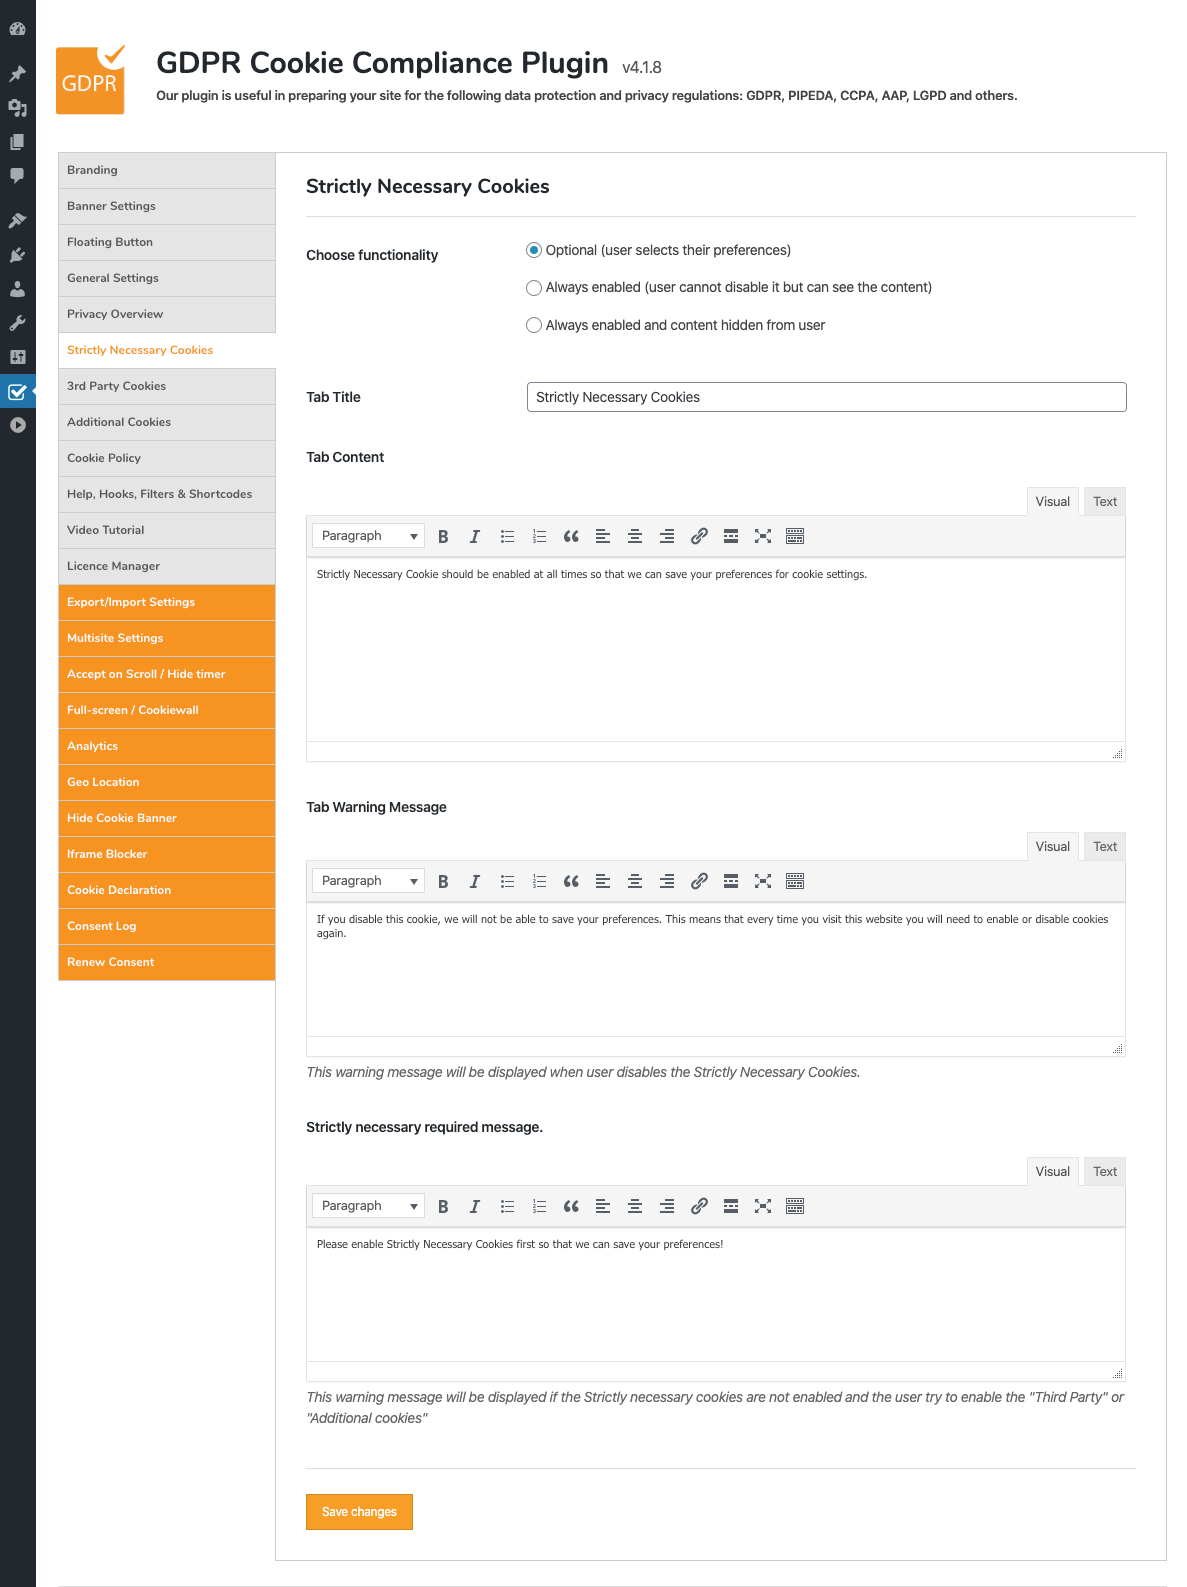 GDPR
GDPR Cookie Compliance Plugin v4.1.8
Our plugin is useful in preparing your site for the following data protection and privacy regulations: GDPR, PIPEDA, CCPA, AAP, LGPD and others.
Branding
Banner Settings
Floating Button
General Settings
Privacy Overview
Strictly Necessary Cookies
3rd Party Cookies
Additional Cookies
Cookie Policy
Help, Hooks, Filters & Shortcodes
Video Tutorial
Licence Manager
Export/Import Settings
Multisite Settings
Accept on Scroll / Hide timer
Full-screen / Cookiewall
Analytics
Geo Location
Hide Cookie Banner
Iframe Blocker
Cookie Declaration
Consent Log
Renew Consent
Strictly Necessary Cookies
Choose functionality
Optional (user selects their preferences)
Always enabled (user cannot disable it but can see the content)
Always enabled and content hidden from user
Tab Title
Strictly Necessary Cookies
Tab Content
Visual Text
Paragraph
Strictly Necessary Cookie should be enabled at all times so that we can save your preferences for cookie settings.
Tab Warning Message
Visual Text
Paragraph
If you disable this cookie, we will not be able to save your preferences. This means that every time you visit this website you will need to enable or disable cookies
again.
This warning message will be displayed when user disables the Strictly Necessary Cookies.
Strictly necessary required message.
Visual Text
Paragraph
Please enable Strictly Necessary Cookies first so that we can save your preferences!
This warning message will be displayed if the Strictly necessary cookies are not enabled and the user try to enable the "Third Party" or
"Additional cookies"
Save changes